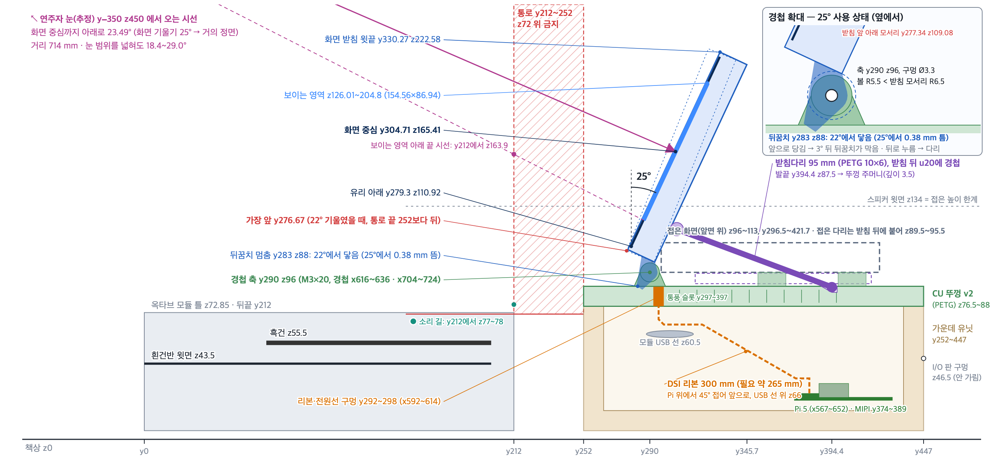 ↖ 연주자 눈(추정) y−350 z450 에서 오는 시선
화면 중심까지 아래로 23.49° (화면 기울기 25° → 거의 정면)
거리 714 mm · 눈 범위를 넓혀도 18.4~29.0°
통로 y212~252
z72 위 금지
화면 받침 윗끝 y330.27 z222.58
보이는 영역 z126.01~204.8 (154.56×86.94)
화면 중심 y304.71 z165.41
보이는 영역 아래 끝 시선: y212에서 z163.9
25°
유리 아래 y279.3 z110.92
가장 앞 y276.67 (22° 기울였을 때, 통로 끝 252보다 뒤)
뒤꿈치 멈춤 y283 z88: 22°에서 닿음 (25°에서 0.38 mm 뜸)
경첩 축 y290 z96 (M3×20, 경첩 x616~636 · x704~724)
경첩 확대 — 25° 사용 상태 (옆에서)
받침 앞 아래 모서리 y277.34 z109.08
축 y290 z96, 구멍 Ø3.3
볼 R5.5 < 받침 모서리 R6.5
뒤꿈치 y283 z88: 22°에서 닿음 (25°에서 0.38 mm 틈)
앞으로 당김 → 3° 뒤 뒤꿈치가 막음 · 뒤로 누름 → 다리
받침다리 95 mm (PETG 10×6), 받침 뒤 u20에 경첩
발끝 y394.4 z87.5 → 뚜껑 주머니(깊이 3.5)
스피커 윗면 z134 = 접은 높이 한계
접은 화면(앞면 위) z96~113, y296.5~421.7 · 접은 다리는 받침 뒤에 붙어 z89.5~95.5
통풍 슬롯 y297~397
CU 뚜껑 v2
(PETG) z76.5~88
옥타브 모듈 틀 z72.85 · 뒤끝 y212
소리 길: y212에서 z77~78
흑건 z55.5
흰건반 윗면 z43.5
모듈 USB 선 z60.5
가운데 유닛
y252~447
I/O 판 구멍
z46.5 (안 가림)
리본·전원선 구멍 y292~298 (x592~614)
DSI 리본 300 mm (필요 약 265 mm)
Pi 위에서 45° 접어 앞으로, USB 선 위 z66
Pi 5 (x567~652) · MIPI y374~389
책상 z0
y0
y212
y252
y290
y345.7
y394.4
y447